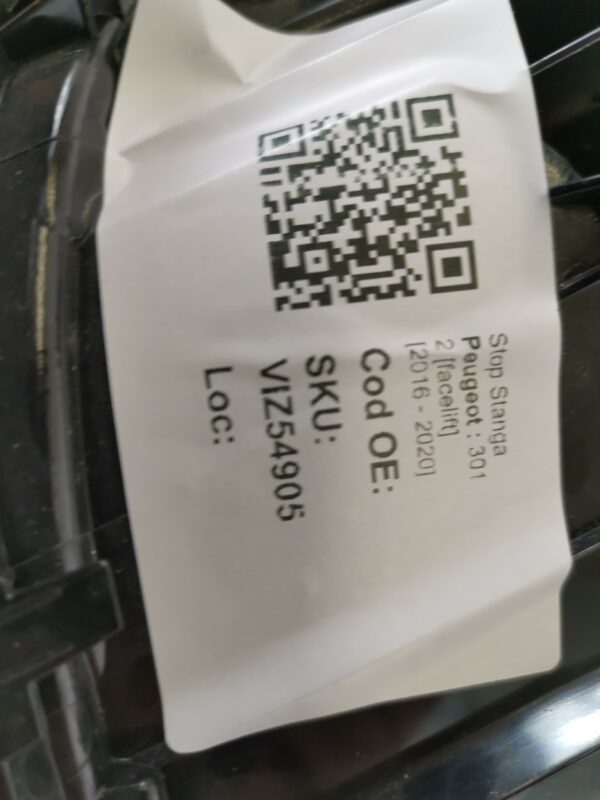 Stop Stanga
Peugeot : 301
2 [facelift]
[2016 - 2020]
Cod OE:
SKU:
VIZ54905
Loc: